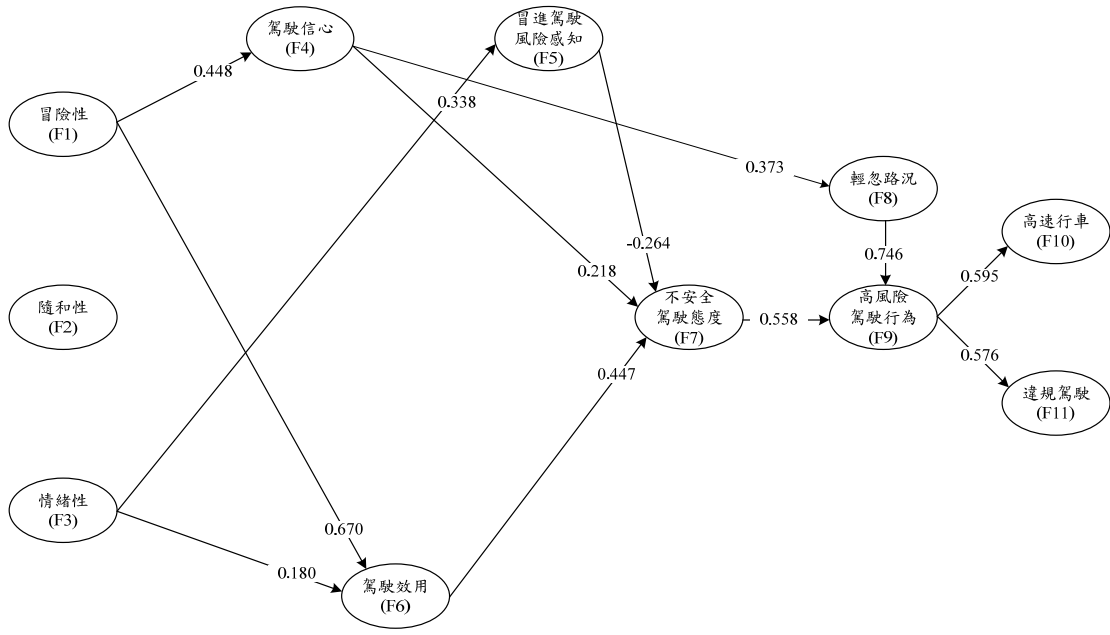 駕駛信心
(F4)
冒進駕駛
風險感知
(F5)
0.448
0.338
冒險性
(F1)
0.373
輕忽路況
(F8)
高速行車
(F10)
-0.264
0.746
0.218
0.595
隨和性
(F2)
不安全
駕駛態度
(F7)
0.558
高風險
駕駛行為
(F9)
0.576
0.447
違規駕駛
(F11)
情緒性
(F3)
0.670
0.180
駕駛效用
(F6)